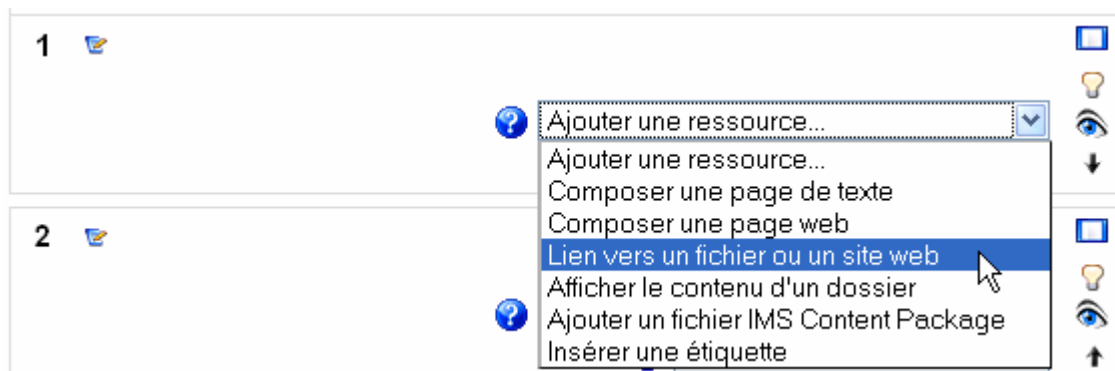 1
Ajouter une ressource...
Ajouter une ressource...
Composer une page de texte
Composer une page web
2
Lien vers un fichier ou un site web
Afficher le contenu d'un dossier
Ajouter un fichier IMS Content Package
Insérer une étiquette